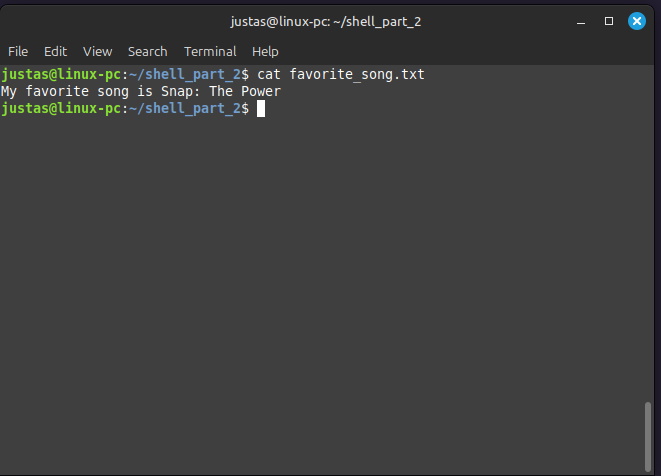 justas@linux-pc: ~/shell_part_2
File Edit View Search Terminal Help
justas@linux-pc:~/shell_part_2$ cat favorite_song.txt
My favorite song is Snap: The Power
justas@linux-pc:~/shell_part_2$